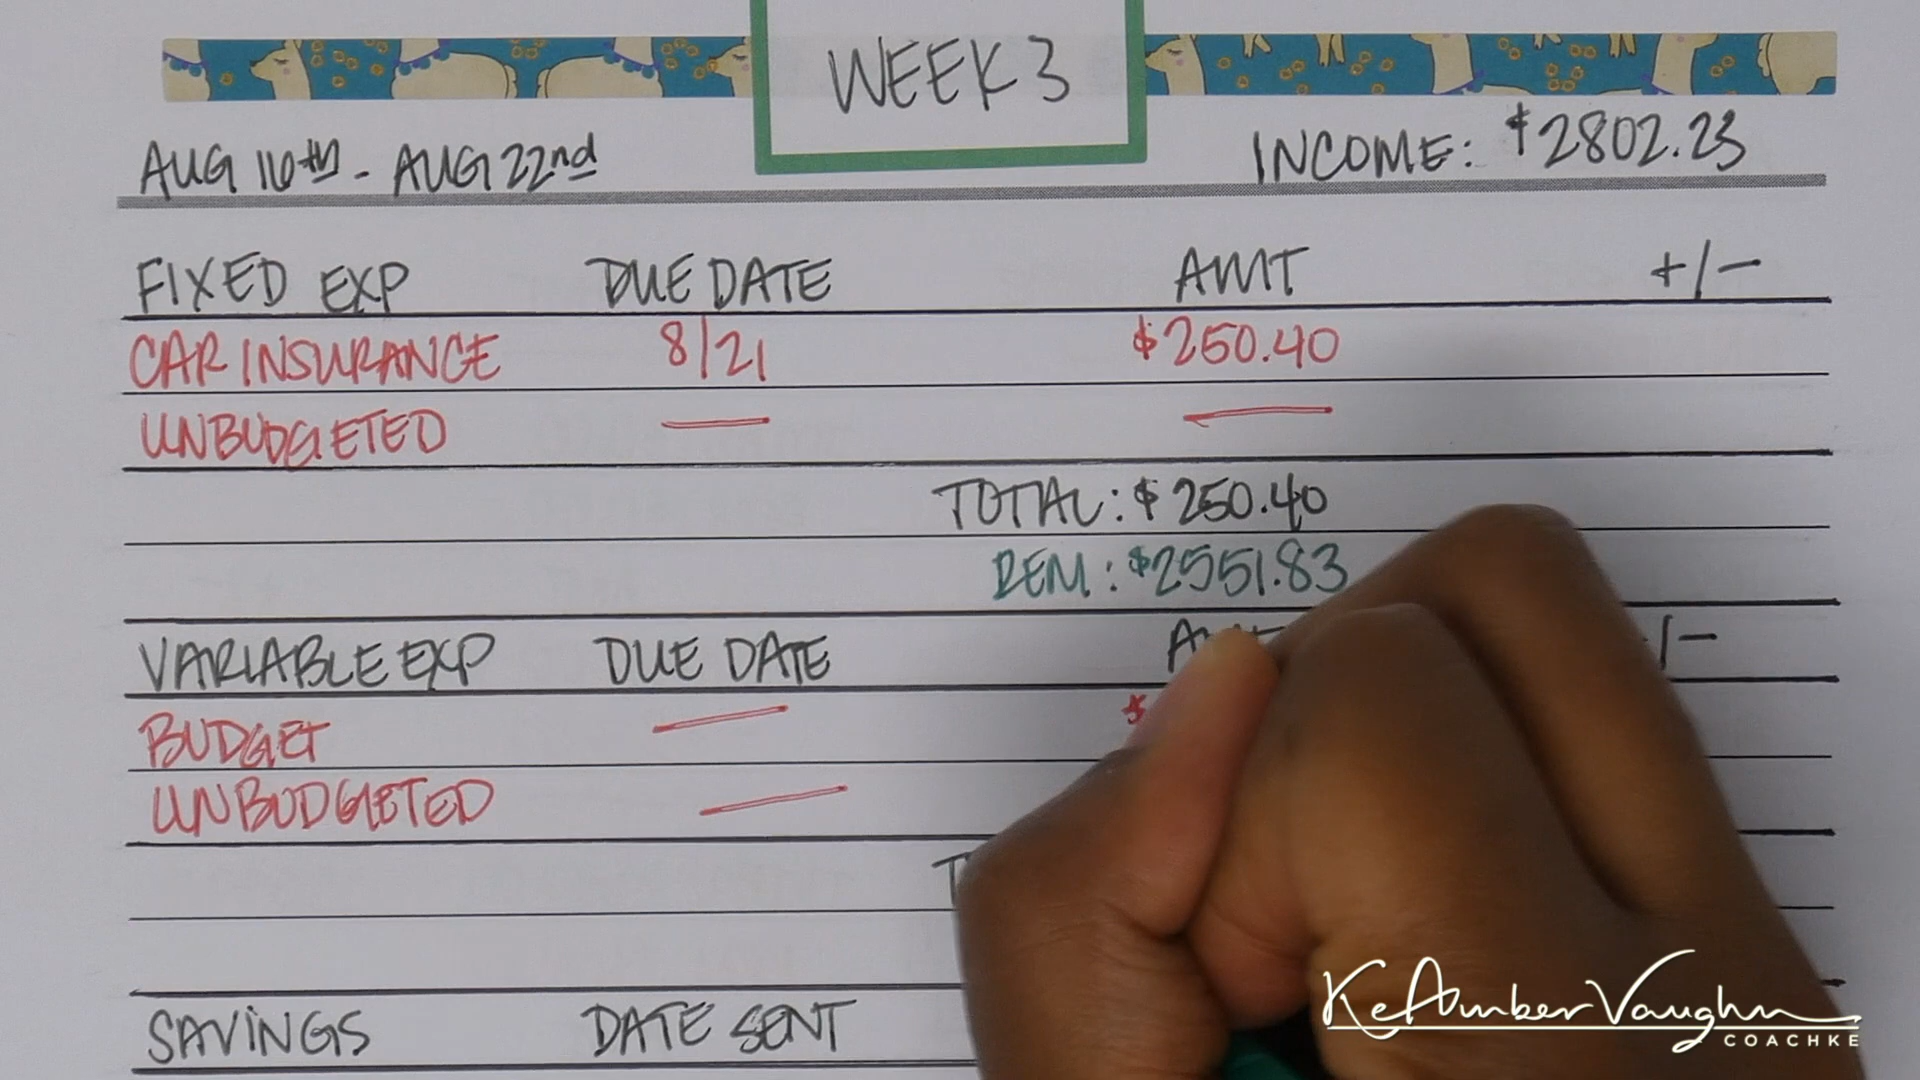 WEEK 3
AUG 16th - AUG 22nd INCOME: $2802.23
FIXED EXP DUE DATE AMT +/-
CAR INSURANCE 8/21 $250.40
UNBUDGETED — —
TOTAL: $250.40
REM: $2551.83
VARIABLE EXP DUE DATE /-
BUDGET — $
UNBUDGETED —
SAVINGS DATE SENT
KeAmber Vaughn
COACHKE